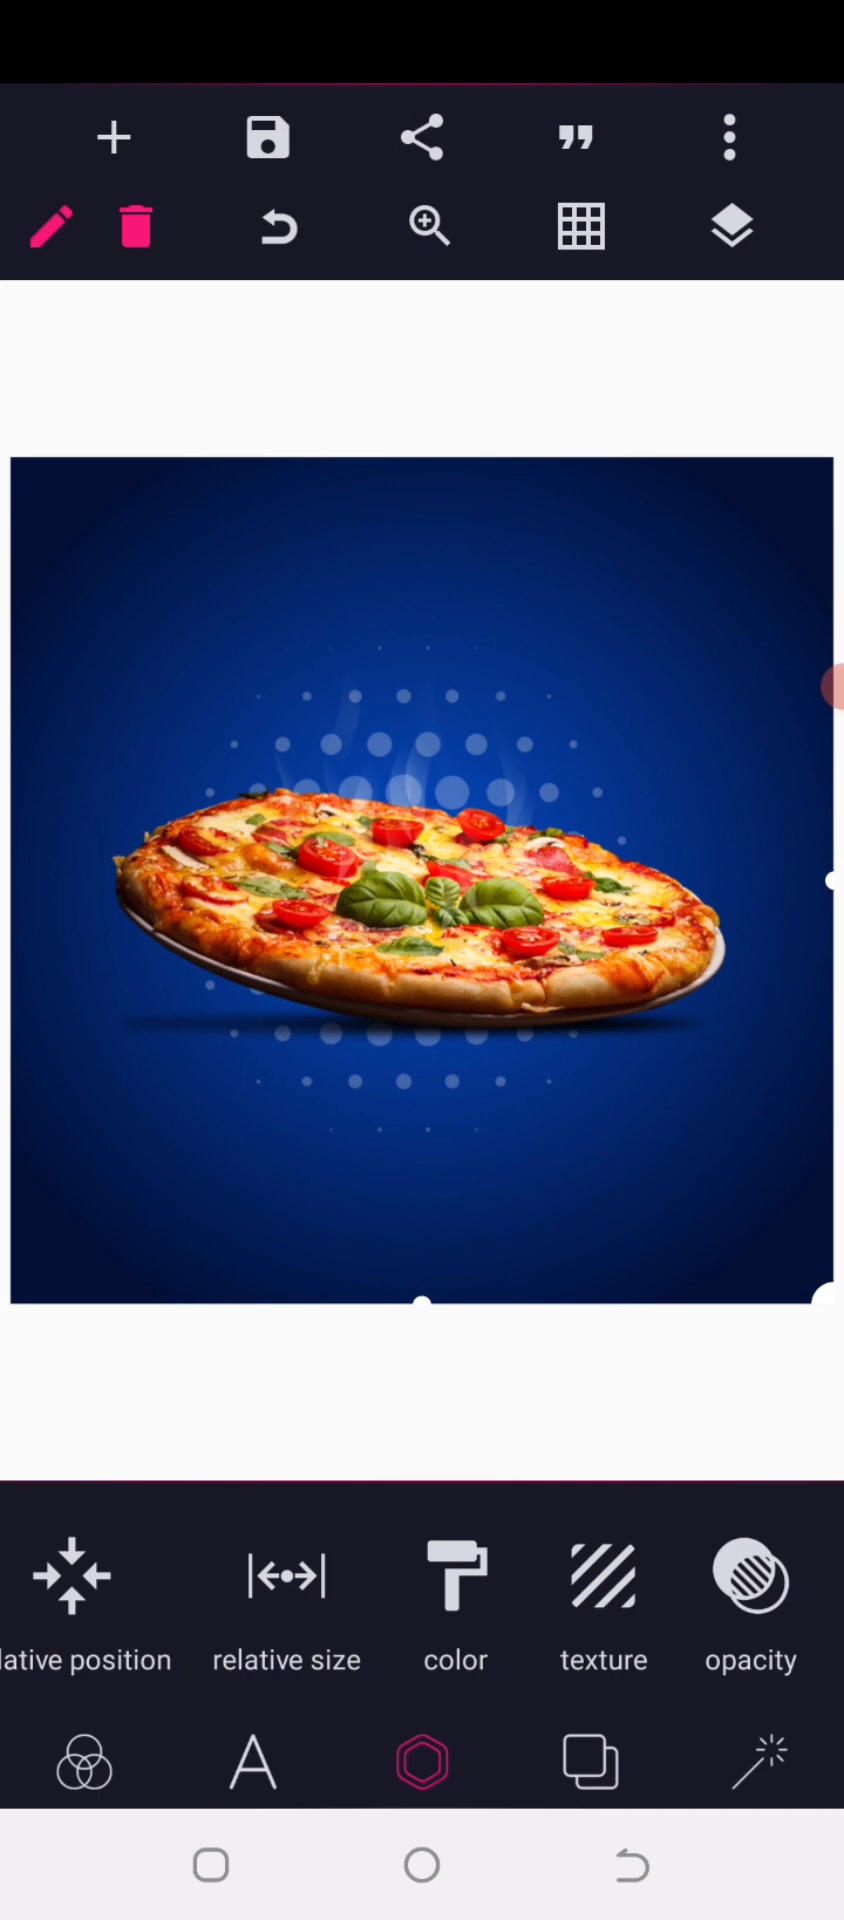 lative position
relative size
color
texture
opacity